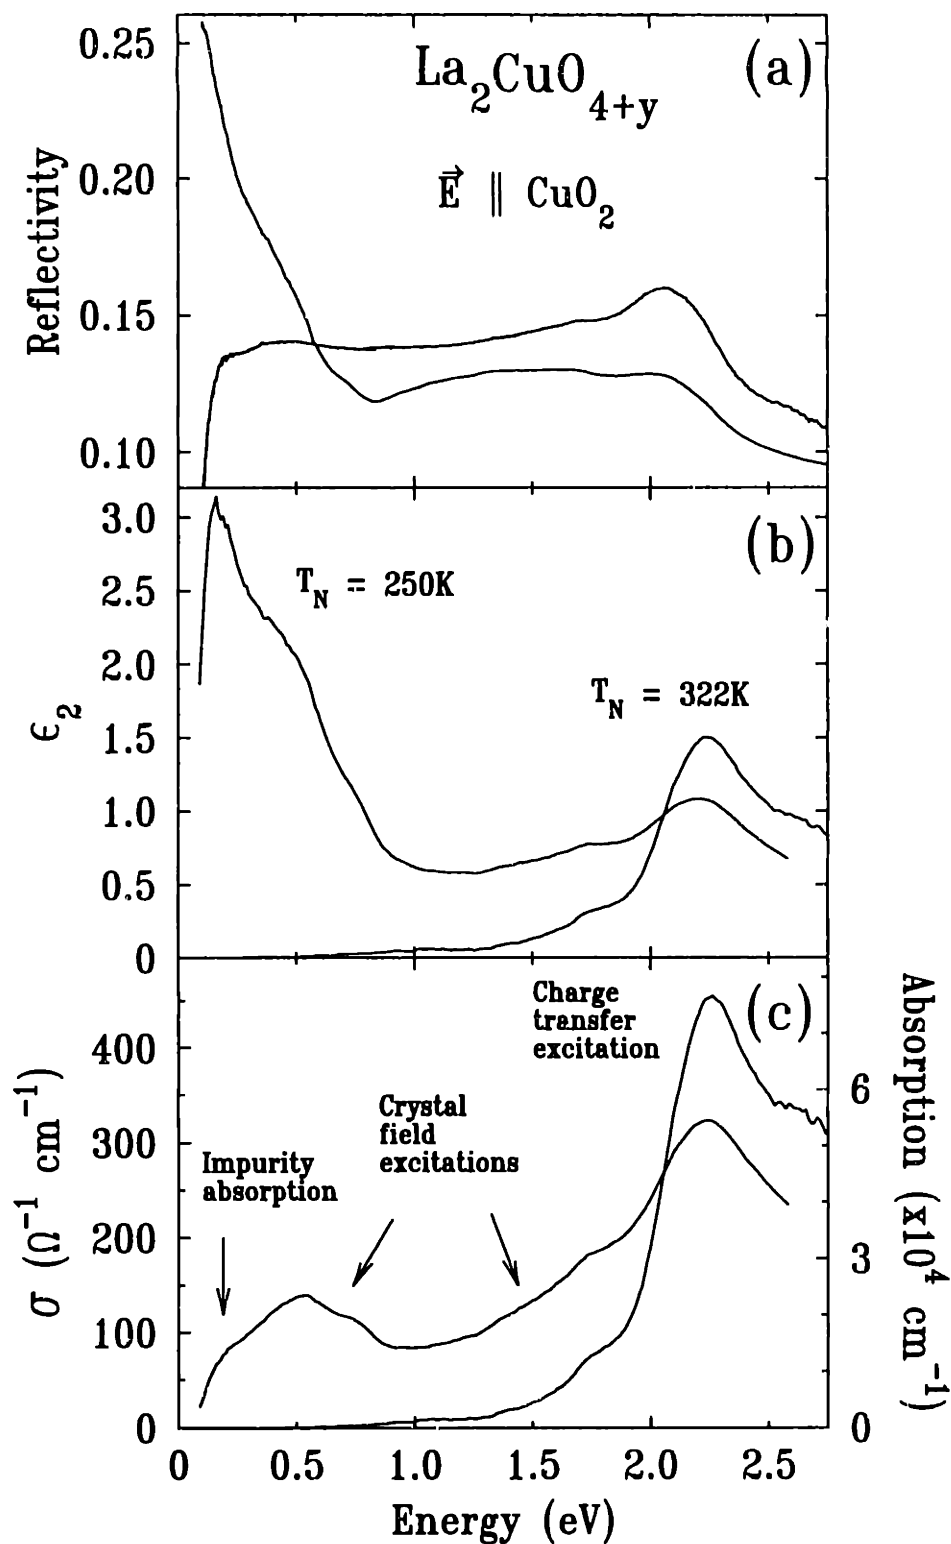 La₂CuO₄₊y
(a)
E⃗ ∥ CuO₂
Reflectivity
0.25
0.20
0.15
0.10
(b)
T_N = 250K
T_N = 322K
ϵ₂
3.0
2.5
2.0
1.5
1.0
0.5
0
(c)
Charge
transfer
excitation
Crystal
field
excitations
Impurity
absorption
σ (Ω⁻¹ cm⁻¹)
400
300
200
100
0
Absorption (x10⁴ cm⁻¹)
6
3
0
0 0.5 1.0 1.5 2.0 2.5
Energy (eV)